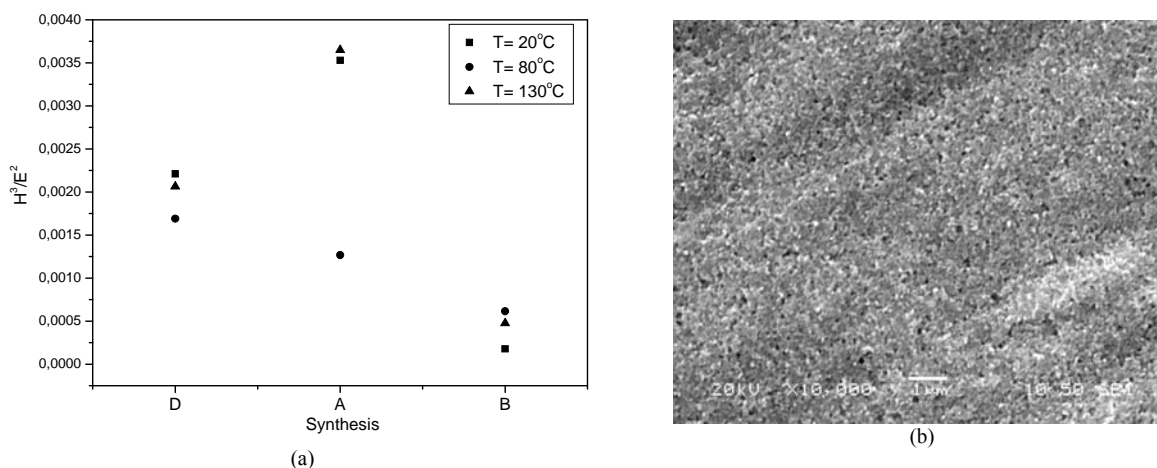 0,0040
0,0035
0,0030
0,0025
0,0020
0,0015
0,0010
0,0005
0,0000
H³/E²
T= 20°C
T= 80°C
T= 130°C
D A B
Synthesis
(a)
20kV X10,000 1μm 10 50 SEI
(b)